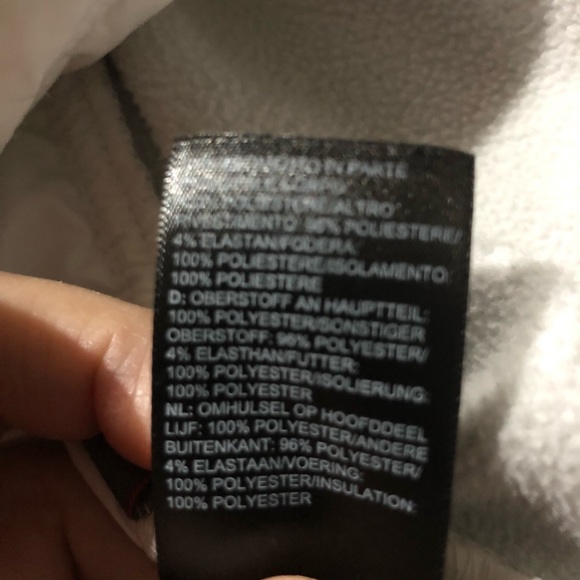 IN PARTE
ALTRO
96% POLIESTERE/
4% ELASTAN/FODERA:
100% POLIESTERE/ISOLAMENTO:
100% POLIESTERE
D: OBERSTOFF AN HAUPTTEIL:
100% POLYESTER/SONSTIGER
OBERSTOFF: 96% POLYESTER/
4% ELASTHAN/FUTTER:
100% POLYESTER/ISOLIERUNG:
100% POLYESTER
NL: OMHULSEL OP HOOFDDEEL
LIJF: 100% POLYESTER/ANDERE
BUITENKANT: 96% POLYESTER/
4% ELASTAAN/VOERING:
100% POLYESTER/INSULATION:
100% POLYESTER